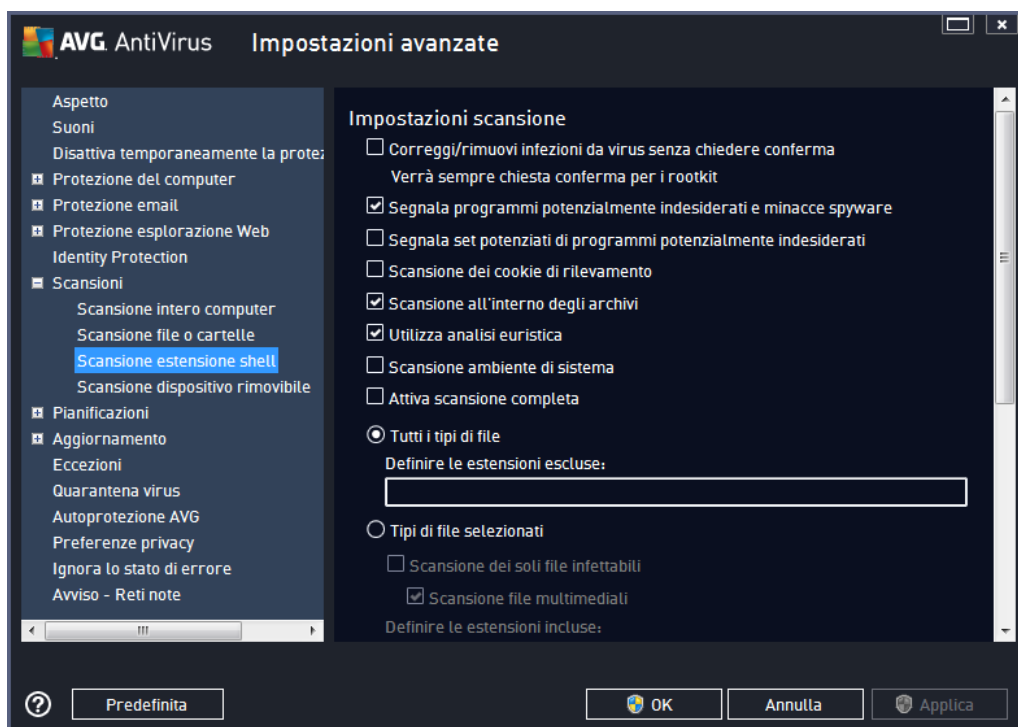 AVG AntiVirus Impostazioni avanzate
Aspetto
Suoni
Disattiva temporaneamente la
Protezione del computer
Protezione email
Protezione esplorazione Web
Identity Protection
Scansioni
Scansione intero computer
Scansione file o cartelle
Scansione estensione shell
Scansione dispositivo rimovibile
Pianificazioni
Aggiornamento
Eccezioni
Quarantena virus
Autoprotezione AVG
Preferenze privacy
Ignora lo stato di errore
Avviso - Reti note
Impostazioni scansione
Correggi/rimuovi infezioni da virus senza chiedere conferma
Verrà sempre chiesta conferma per i rootkit
Segnala programmi potenzialmente indesiderati e minacce spyware
Segnala set potenziati di programmi potenzialmente indesiderati
Scansione dei cookie di rilevamento
Scansione all'interno degli archivi
Utilizza analisi euristica
Scansione ambiente di sistema
Attiva scansione completa
Tutti i tipi di file
Definire le estensioni escluse:
Tipi di file selezionati
Scansione dei soli file infettabili
Scansione file multimediali
Definire le estensioni incluse:
Predefinita
OK
Annulla
Applica